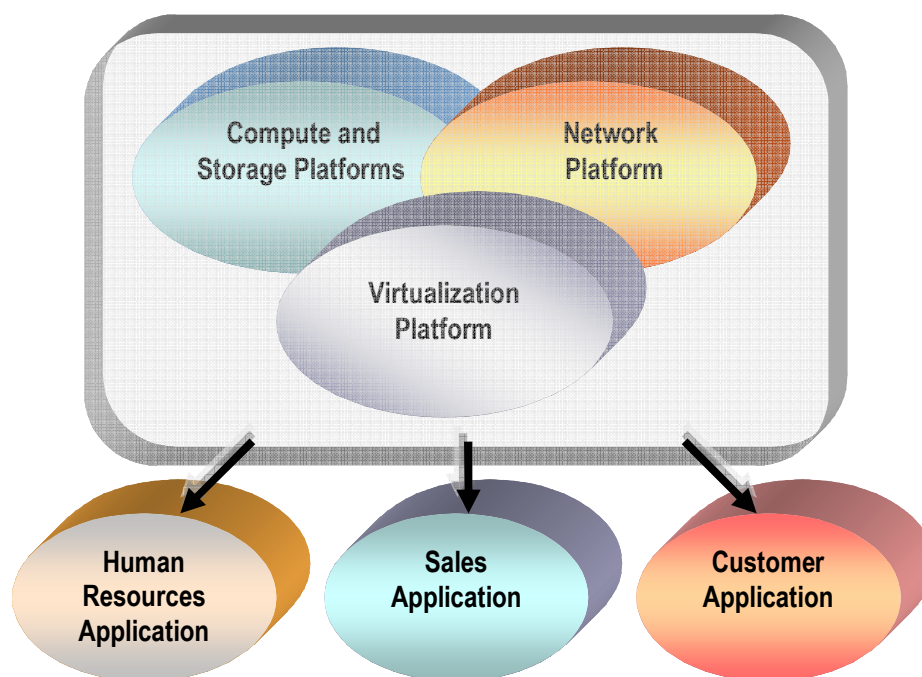 Compute and
Storage Platforms
Network
Platform
Virtualization
Platform
Human
Resources
Application
Sales
Application
Customer
Application